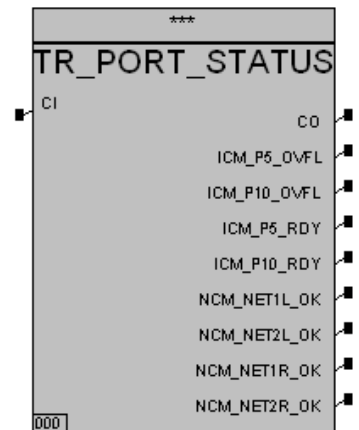 ***
TR_PORT_STATUS
CI
CO
ICM_P5_OVFL
ICM_P10_OVFL
ICM_P5_RDY
ICM_P10_RDY
NCM_NET1L_OK
NCM_NET2L_OK
NCM_NET1R_OK
NCM_NET2R_OK
000